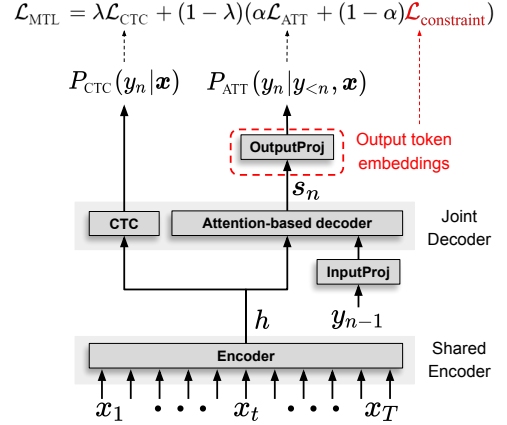 ℒ_MTL = λℒ_CTC + (1 − λ)(αℒ_ATT + (1 − α)ℒ_constraint)
P_CTC(y_n|x) P_ATT(y_n|y_<n, x)
OutputProj
Output token
embeddings
s_n
CTC
Attention-based decoder
Joint
Decoder
InputProj
h
y_n−1
Encoder
Shared
Encoder
x_1 • • • • x_t • • • • x_T